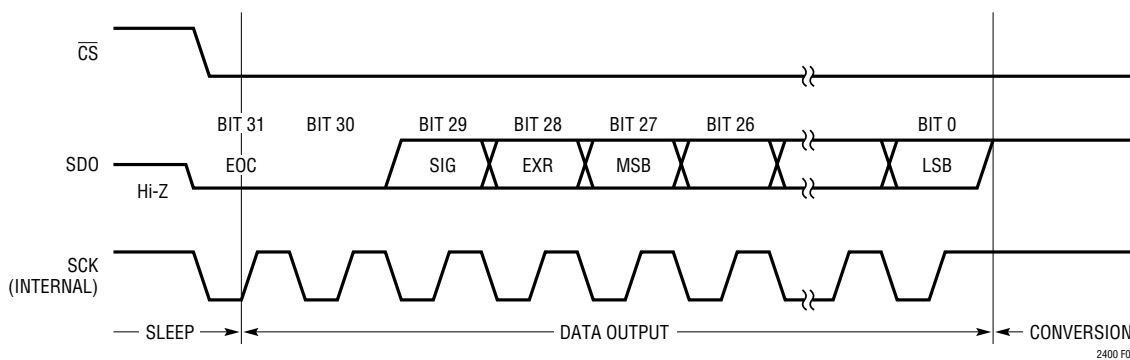 CS
BIT 31 BIT 30 BIT 29 BIT 28 BIT 27 BIT 26 BIT 0
SDO EOC SIG EXR MSB LSB
Hi-Z
SCK
(INTERNAL)
SLEEP DATA OUTPUT CONVERSION
2400 F0